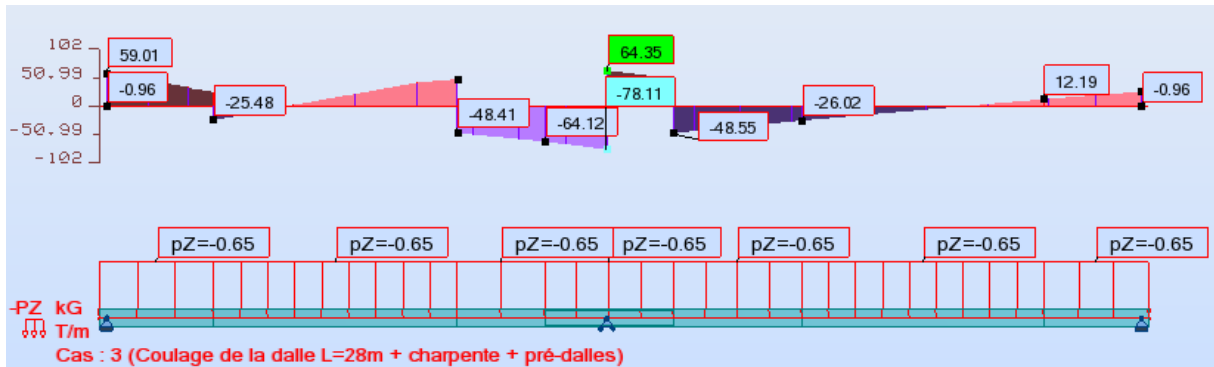 102
59.01
64.35
50.99
-0.96
-78.11
12.19
-0.96
0
-25.48
-48.41
-64.12
-48.55
-26.02
-50.99
-102
pZ=-0.65
pZ=-0.65
pZ=-0.65
pZ=-0.65
pZ=-0.65
pZ=-0.65
pZ=-0.65
-PZ kG
T/m
Cas : 3 (Coulage de la dalle L=28m + charpente + pré-dalles)